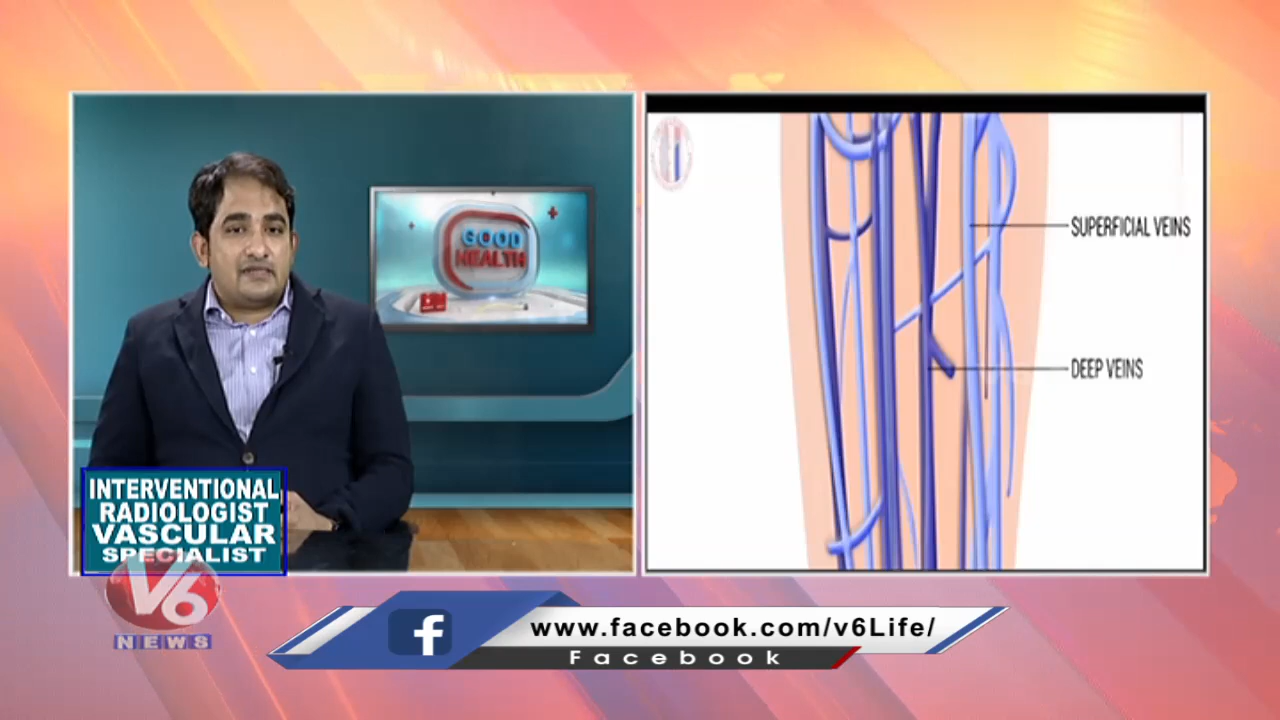 GOOD
HEALTH
INTERVENTIONAL
RADIOLOGIST
VASCULAR
SPECIALIST
V6
NEWS
SUPERFICIAL VEINS
DEEP VEINS
f
www.facebook.com/v6Life/
Facebook